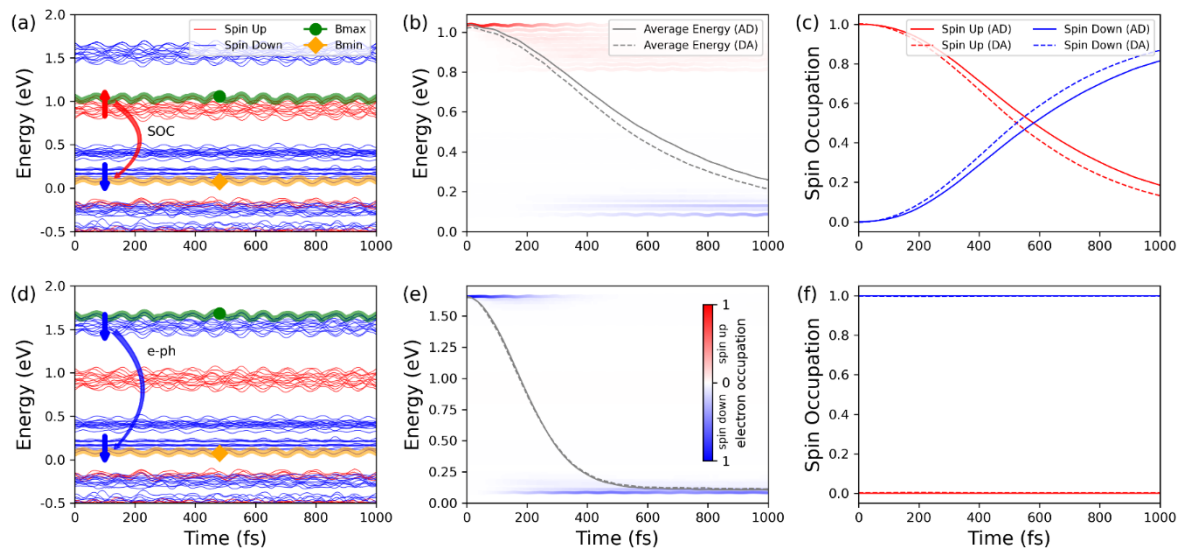 (a)
2.0
1.5
1.0
0.5
0.0
-0.5
Energy (eV)
Spin Up
Spin Down
Bmax
Bmin
SOC
0 200 400 600 800 1000
(b)
1.0
0.8
0.6
0.4
0.2
0.0
Energy (eV)
Average Energy (AD)
Average Energy (DA)
0 200 400 600 800 1000
(c)
1.0
0.8
0.6
0.4
0.2
0.0
Spin Occupation
Spin Up (AD)
Spin Up (DA)
Spin Down (AD)
Spin Down (DA)
0 200 400 600 800 1000
(d)
2.0
1.5
1.0
0.5
0.0
-0.5
Energy (eV)
e-ph
0 200 400 600 800 1000
Time (fs)
(e)
1.50
1.25
1.00
0.75
0.50
0.25
0.00
Energy (eV)
1
0
1
spin down spin up
electron occupation
0 200 400 600 800 1000
Time (fs)
(f)
1.0
0.8
0.6
0.4
0.2
0.0
Spin Occupation
0 200 400 600 800 1000
Time (fs)